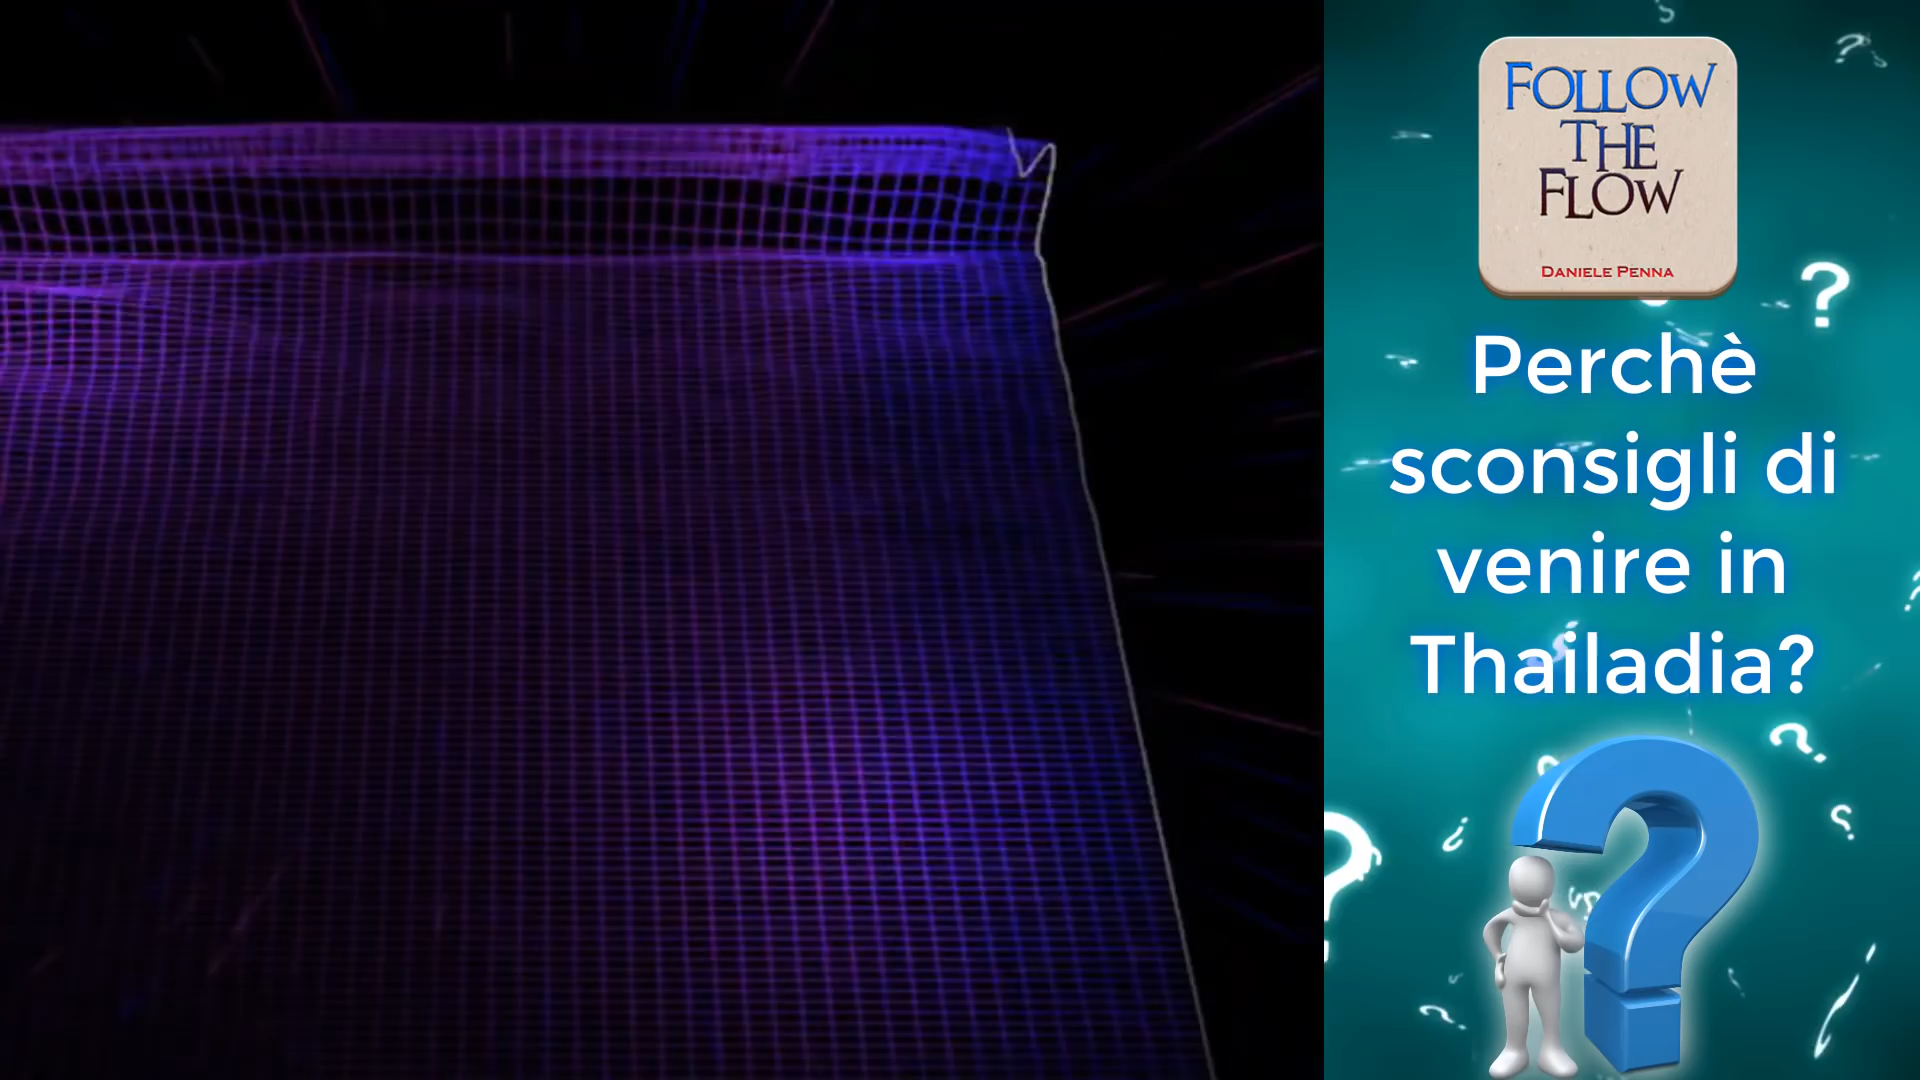 FOLLOW
THE
FLOW
DANIELE PENNA
Perchè
sconsigli di
venire in
Thailadia?